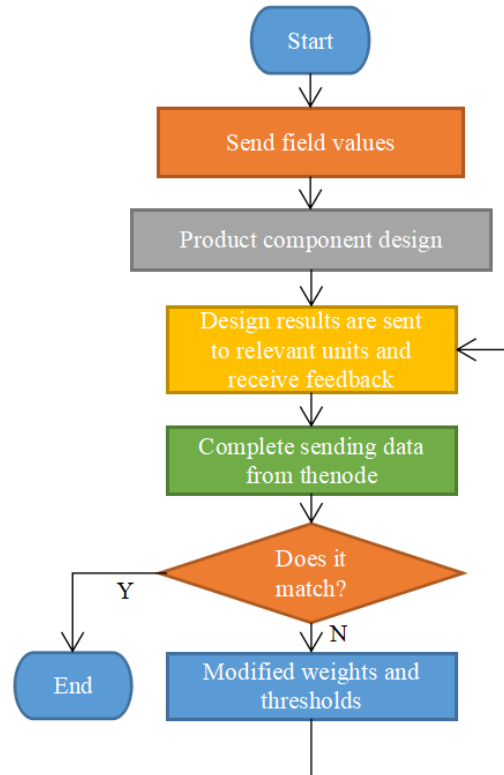 Start
Send field values
Product component design
Design results are sent
to relevant units and
receive feedback
Complete sending data
from thenode
Does it
match?
Y
N
End
Modified weights and
thresholds